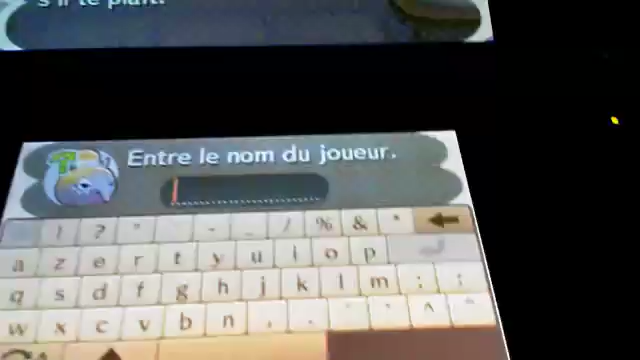 s'il te plaît.
Entre le nom du joueur.
! ? " - _ / % & *
a z e r t y u i o p
q s d f g h j k l m : ;
w x c v b n , . ' ^